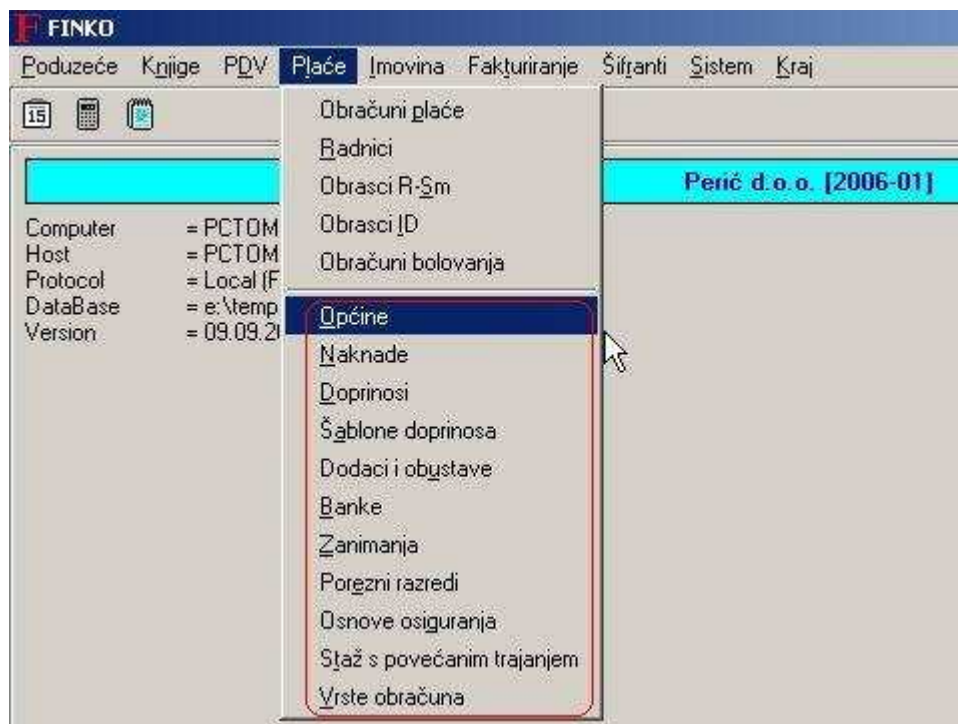 FINKO
Poduzeće Knjige PDV Plaće Imovina Fakturiranje Šifranti Sistem Kraj
15
Obračuni plaće
Radnici
Obrasci R-Sm
Obrasci ID
Obračuni bolovanja
Perić d.o.o. [2006-01]
Computer = PCTOM
Host = PCTOM
Protocol = Local (F
DataBase = e:\temp
Version = 09.09.20
Općine
Naknade
Doprinosi
Šablone doprinosa
Dodaci i obustave
Banke
Zanimanja
Porezni razredi
Osnove osiguranja
Staž s povećanim trajanjem
Vrste obračuna